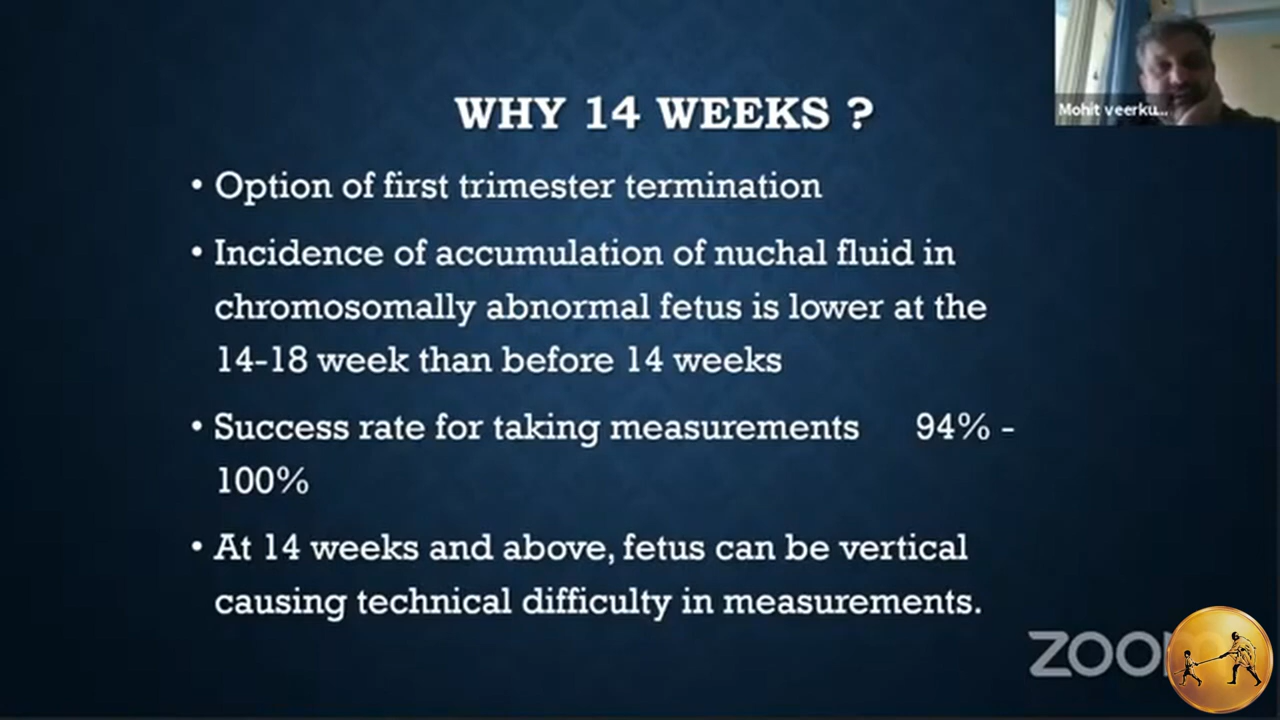 WHY 14 WEEKS ?
• Option of first trimester termination
• Incidence of accumulation of nuchal fluid in
chromosomally abnormal fetus is lower at the
14-18 week than before 14 weeks
• Success rate for taking measurements 94% -
100%
• At 14 weeks and above, fetus can be vertical
causing technical difficulty in measurements.
Mohit veerku...
ZOOM